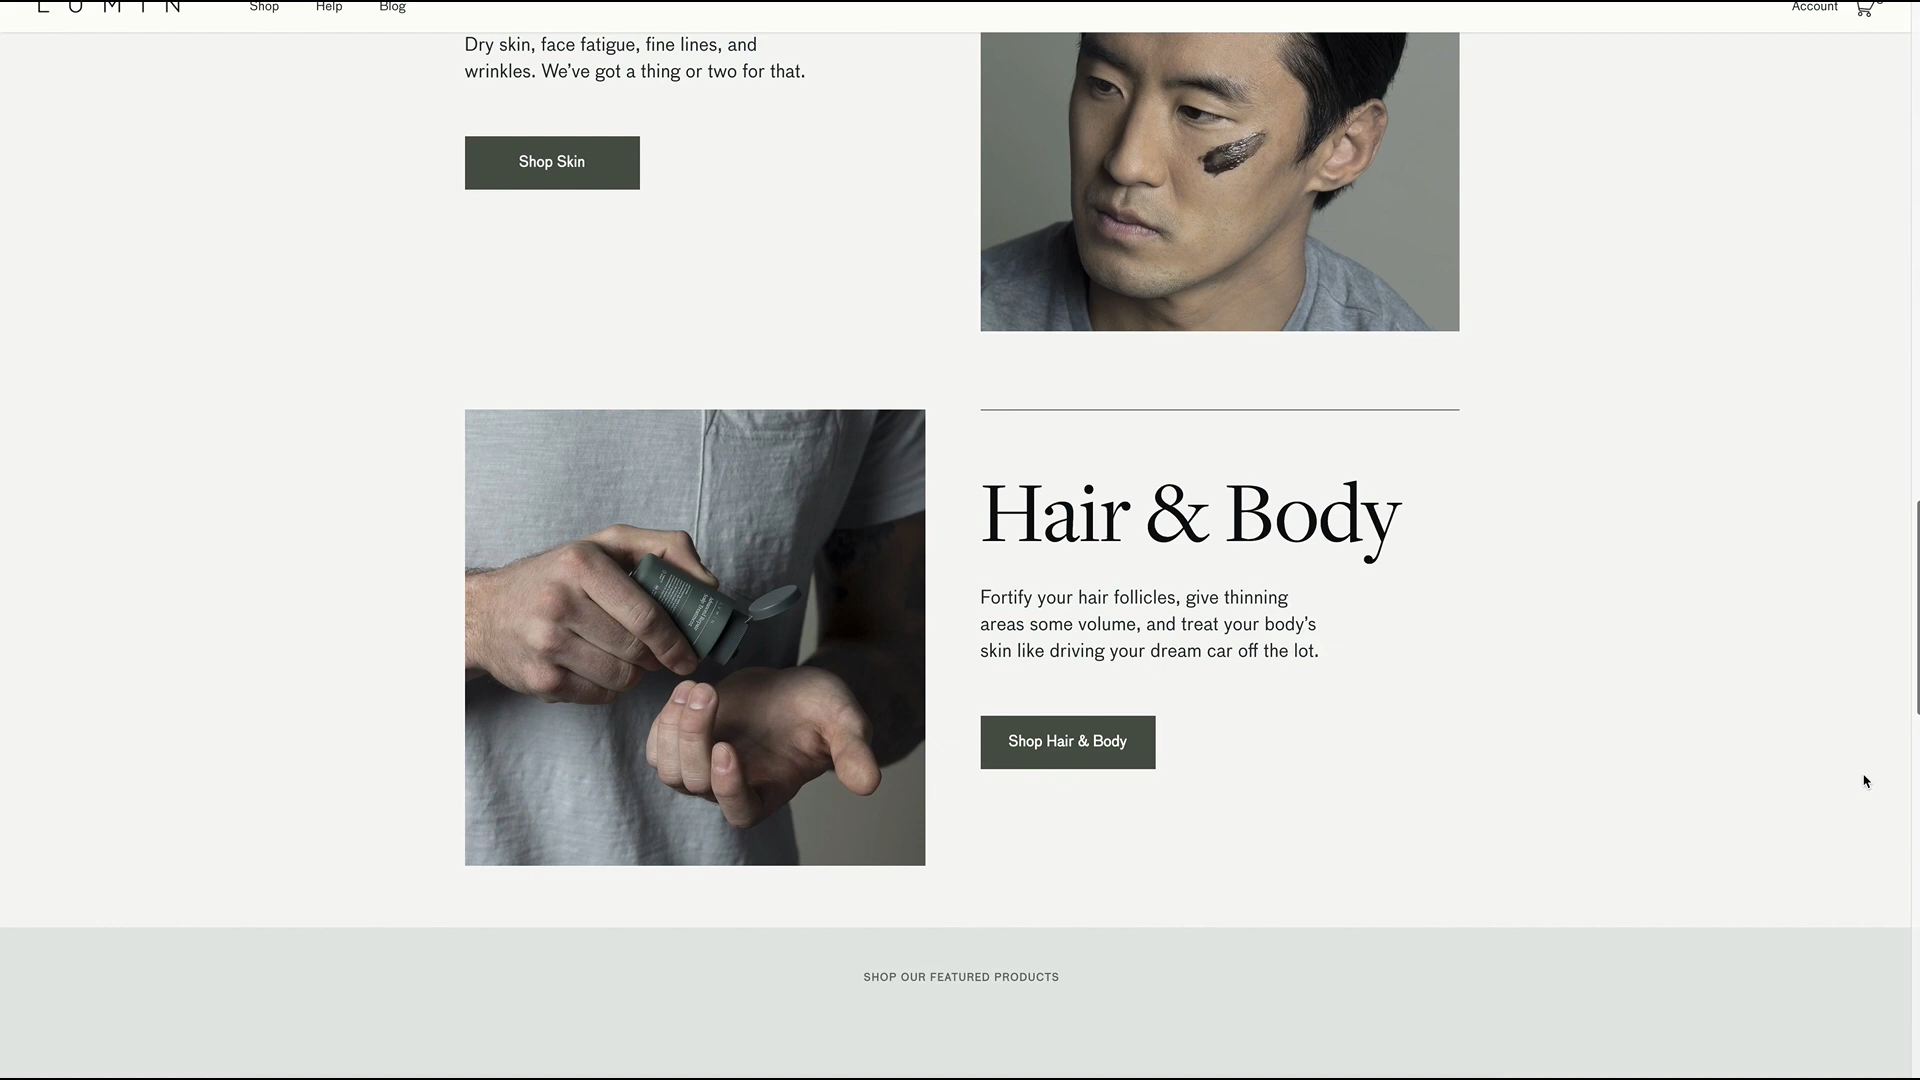 LUMIN
Shop
Help
Blog
Account
Dry skin, face fatigue, fine lines, and
wrinkles. We’ve got a thing or two for that.
Shop Skin
Hair & Body
Fortify your hair follicles, give thinning
areas some volume, and treat your body’s
skin like driving your dream car off the lot.
Shop Hair & Body
SHOP OUR FEATURED PRODUCTS